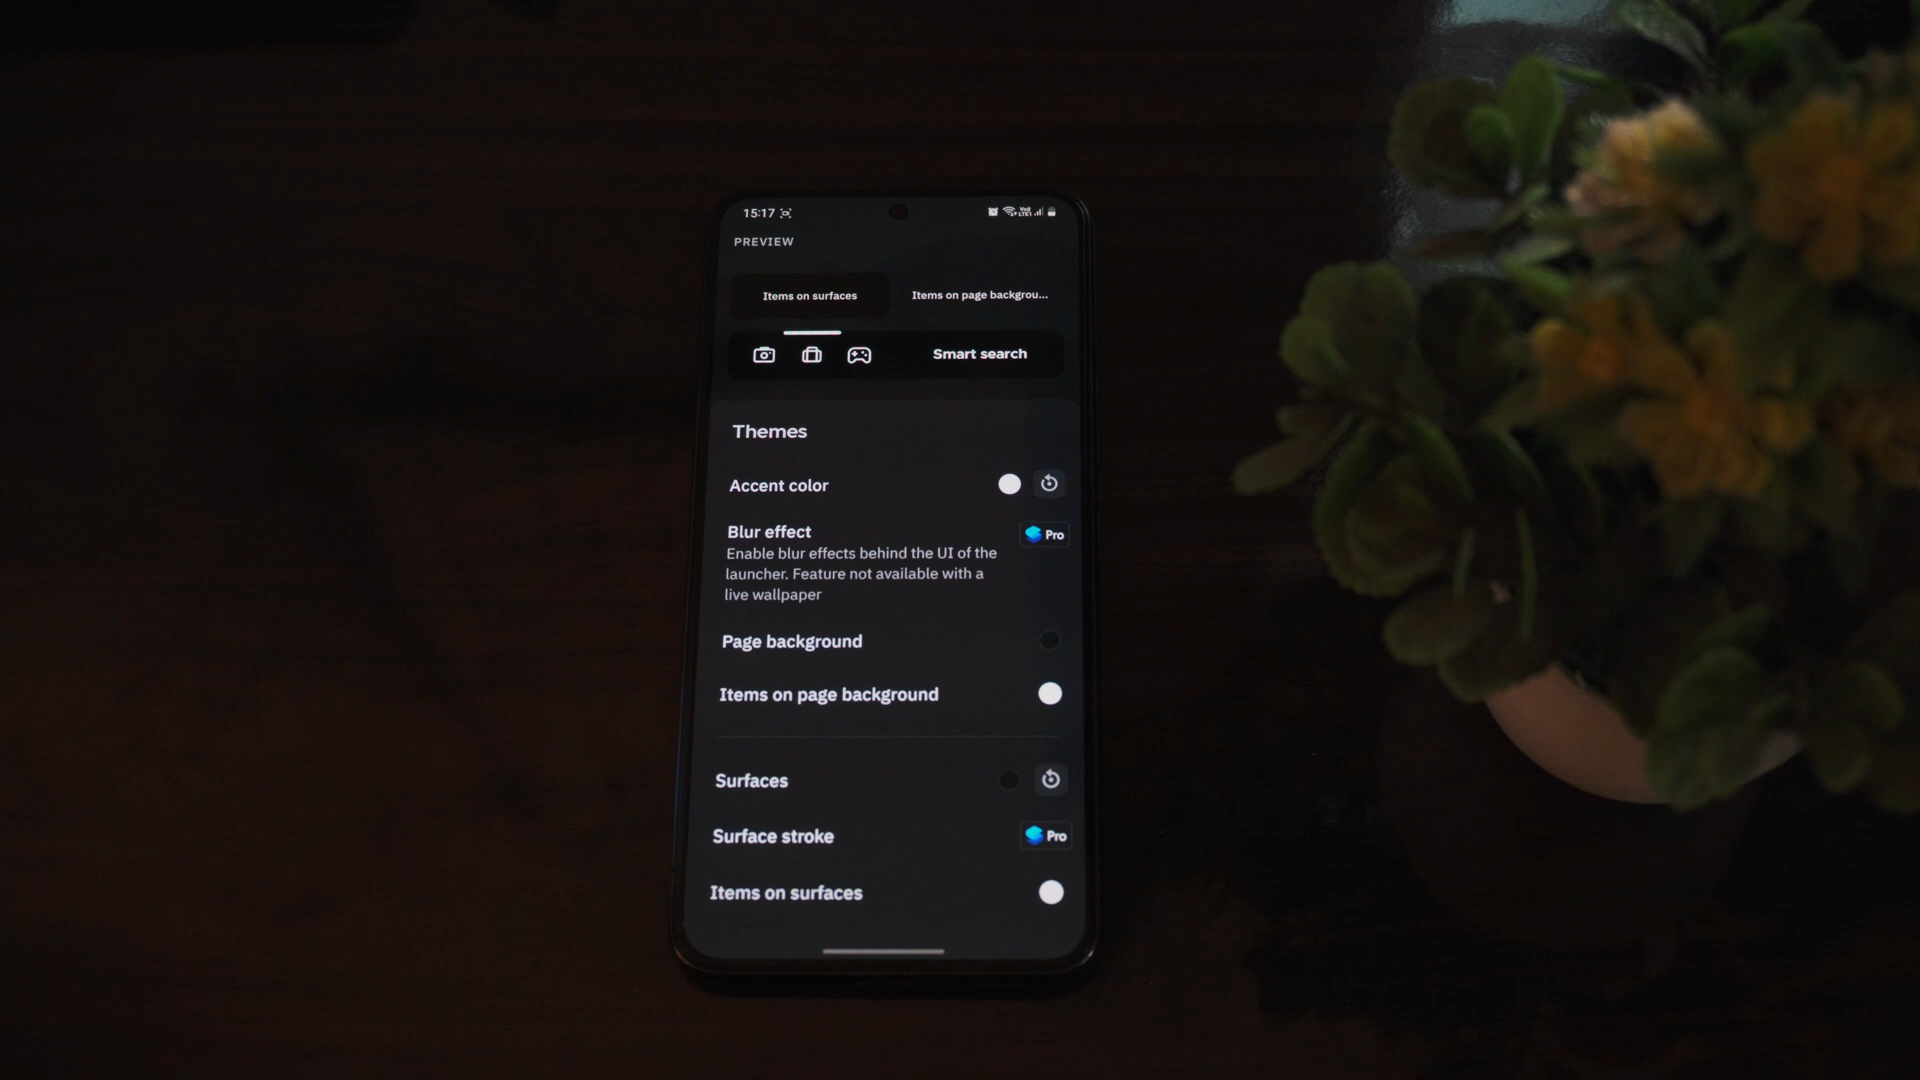 15:17
PREVIEW
Items on surfaces
Items on page backgrou...
Smart search
Themes
Accent color
Blur effect
Pro
Enable blur effects behind the UI of the
launcher. Feature not available with a
live wallpaper
Page background
Items on page background
Surfaces
Surface stroke
Pro
Items on surfaces